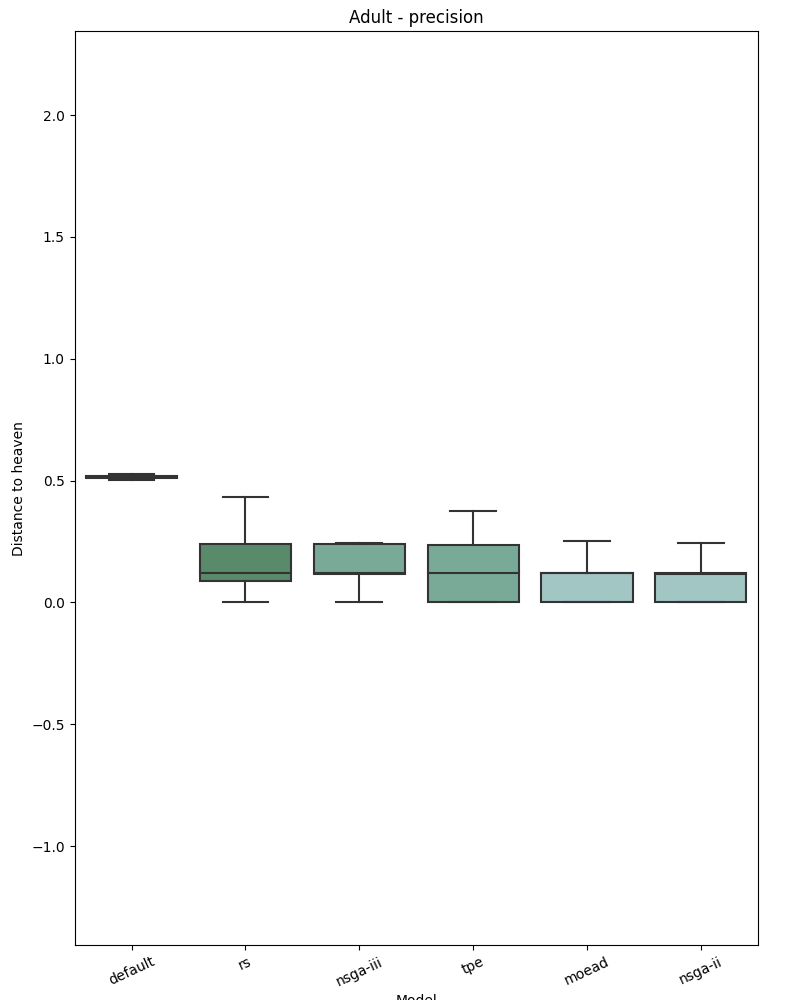 Adult - precision
2.0
1.5
1.0
0.5
0.0
−0.5
−1.0
Distance to heaven
default
rs
nsga-iii
tpe
moead
nsga-ii
Model